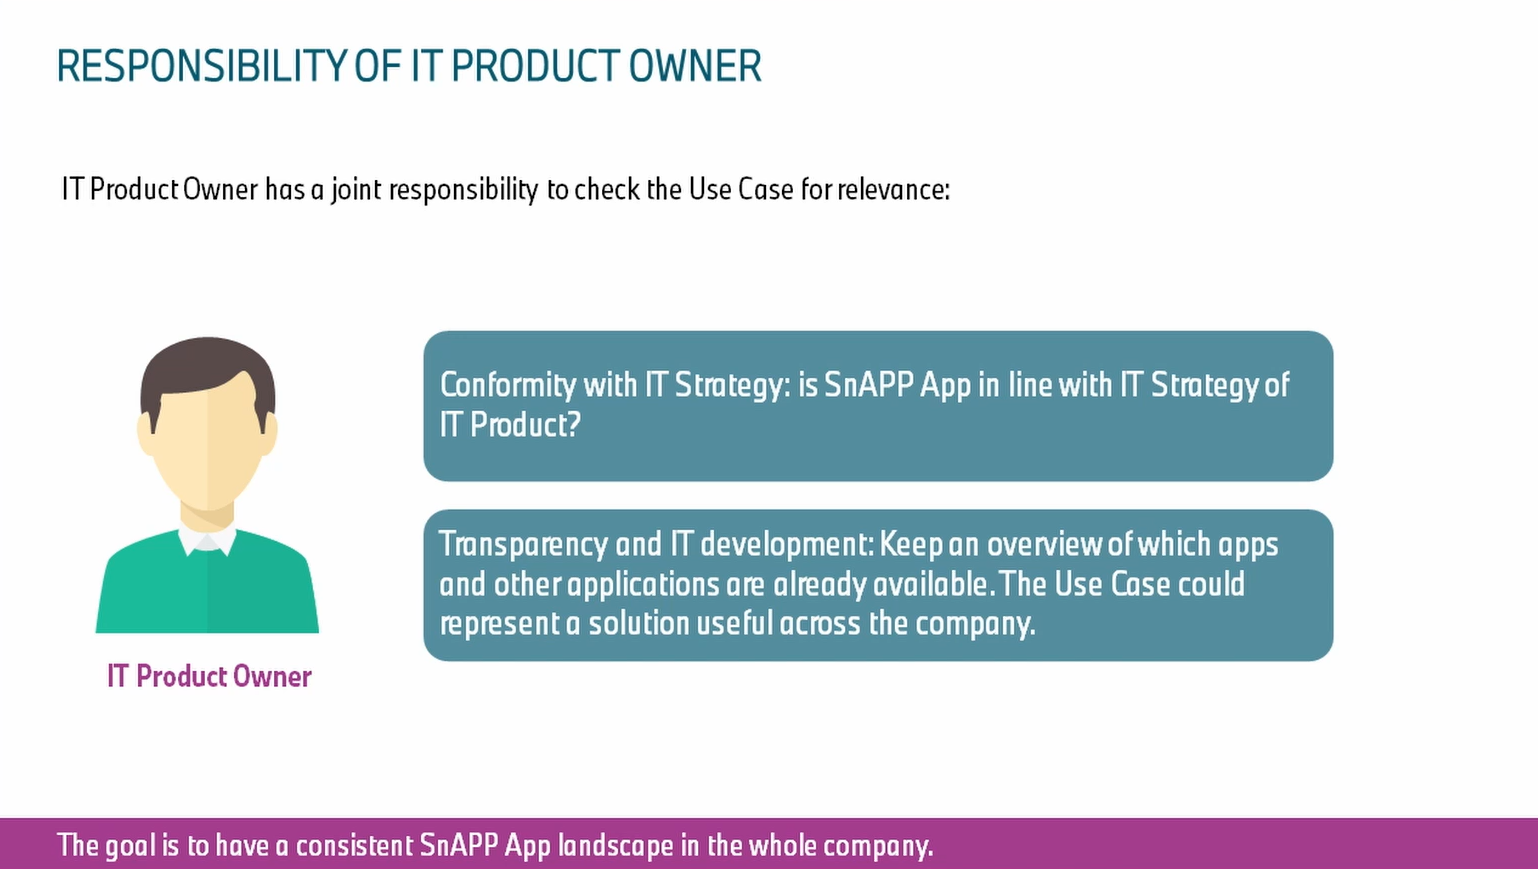 RESPONSIBILITY OF IT PRODUCT OWNER
IT Product Owner has a joint responsibility to check the Use Case for relevance:
Conformity with IT Strategy: is SnAPP App in line with IT Strategy of
IT Product?
Transparency and IT development: Keep an overview of which apps
and other applications are already available. The Use Case could
represent a solution useful across the company.
IT Product Owner
The goal is to have a consistent SnAPP App landscape in the whole company.